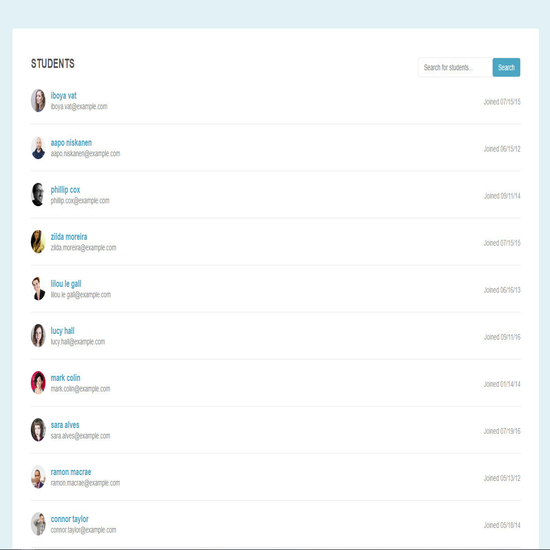 STUDENTS
Search for students...
Search
iboya vat
iboya.vat@example.com
Joined 07/15/15
aapo niskanen
aapo.niskanen@example.com
Joined 06/15/12
phillip cox
phillip.cox@example.com
Joined 09/11/14
zilda moreira
zilda.moreira@example.com
Joined 07/15/15
lilou le gall
lilou.le gall@example.com
Joined 06/16/13
lucy hall
lucy.hall@example.com
Joined 09/11/16
mark colin
mark.colin@example.com
Joined 01/14/14
sara alves
sara.alves@example.com
Joined 07/19/16
ramon macrae
ramon.macrae@example.com
Joined 05/13/12
connor taylor
connor.taylor@example.com
Joined 05/18/14